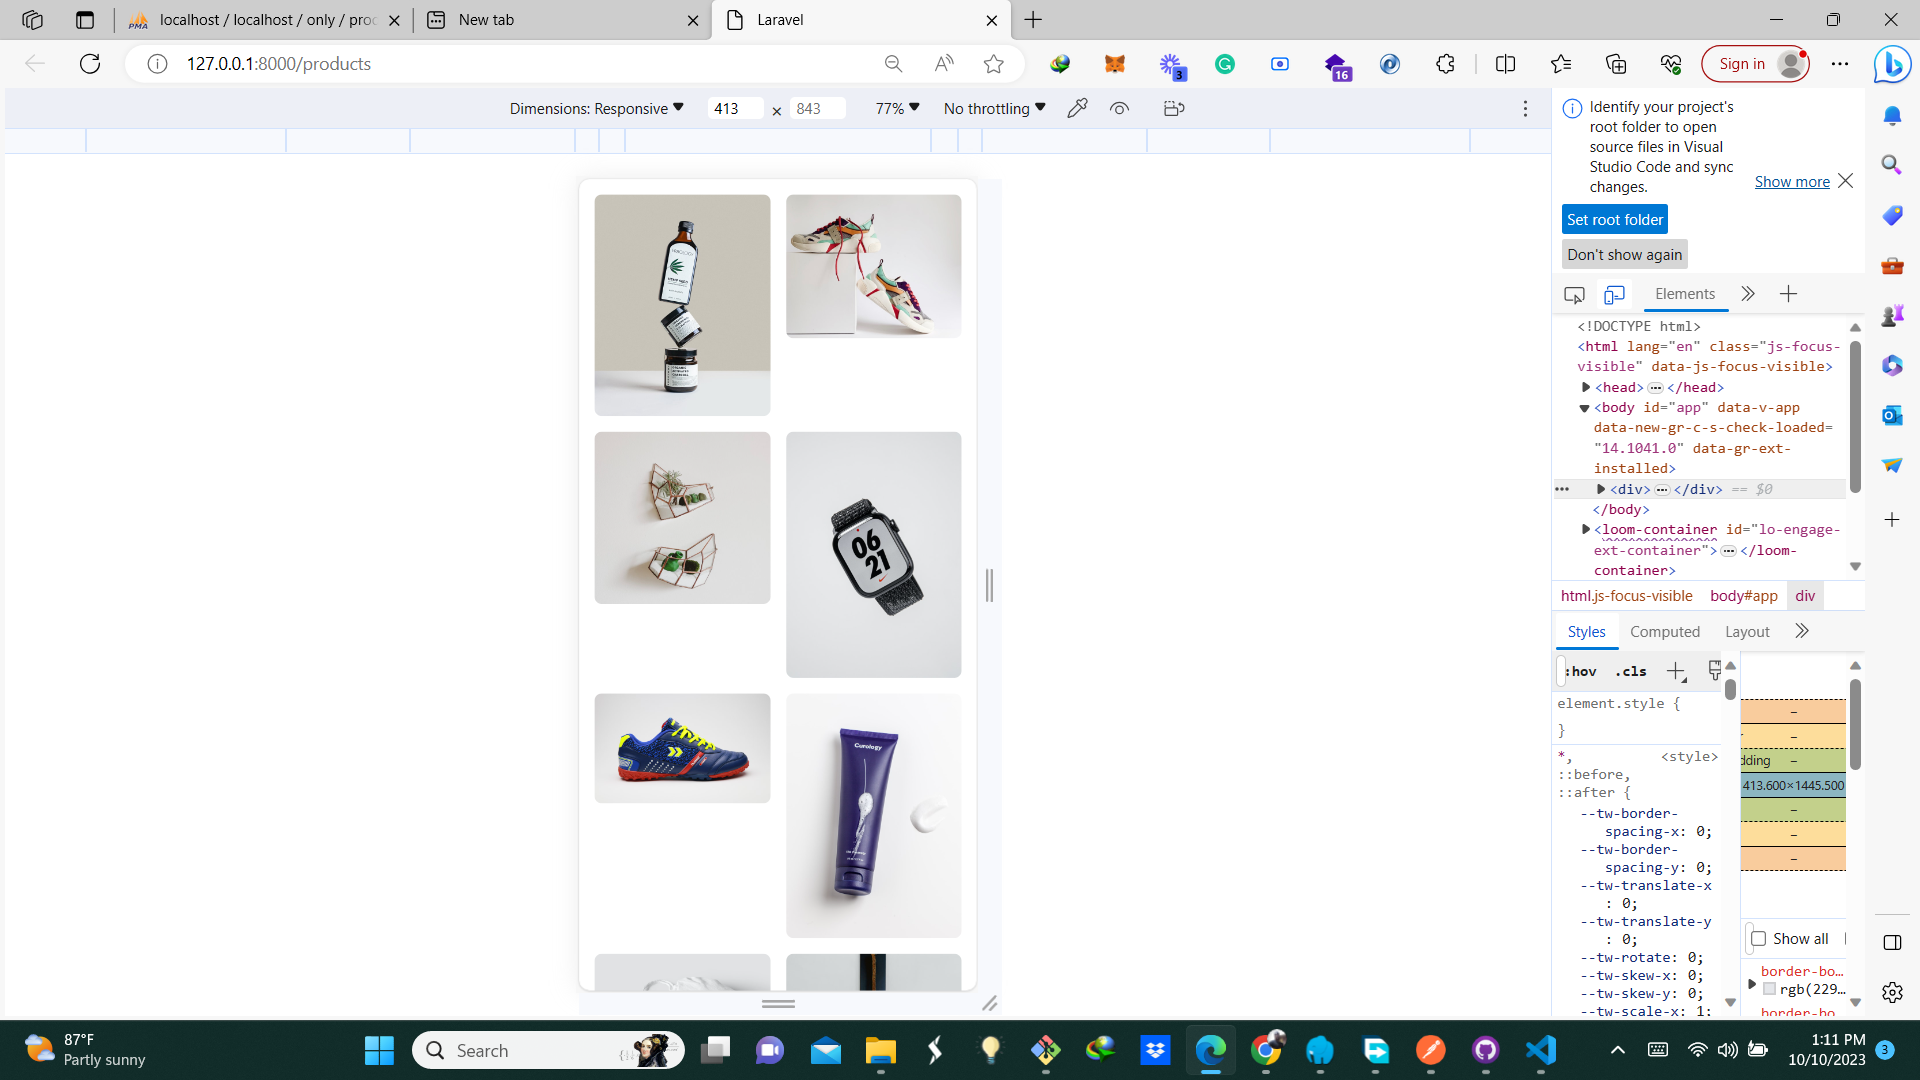 localhost / localhost / only / proc
New tab
Laravel
127.0.0.1:8000/products
3
16
Sign in
Dimensions: Responsive
413
×
843
77%
No throttling
Identify your project's
root folder to open
source files in Visual
Studio Code and sync
changes.
Show more
Set root folder
Don't show again
Elements
<!DOCTYPE html>
<html lang="en" class="js-focus-
visible" data-js-focus-visible>
<head> ••• </head>
<body id="app" data-v-app
data-new-gr-c-s-check-loaded=
"14.1041.0" data-gr-ext-
installed>
••• <div> ••• </div> == $0
</body>
<loom-container id="lo-engage-
ext-container"> ••• </loom-
container>
html.js-focus-visible body#app div
Styles Computed Layout
:hov .cls
element.style {
}
*, <style>
::before,
::after {
--tw-border-
spacing-x: 0;
--tw-border-
spacing-y: 0;
--tw-translate-x
: 0;
--tw-translate-y
: 0;
--tw-rotate: 0;
--tw-skew-x: 0;
--tw-skew-y: 0;
--tw-scale-x: 1;
dding
413.600×1445.500
Show all
border-bo...
rgb(229...
border-bo
06
21
Curology
87°F
Partly sunny
Search
1:11 PM
10/10/2023
3